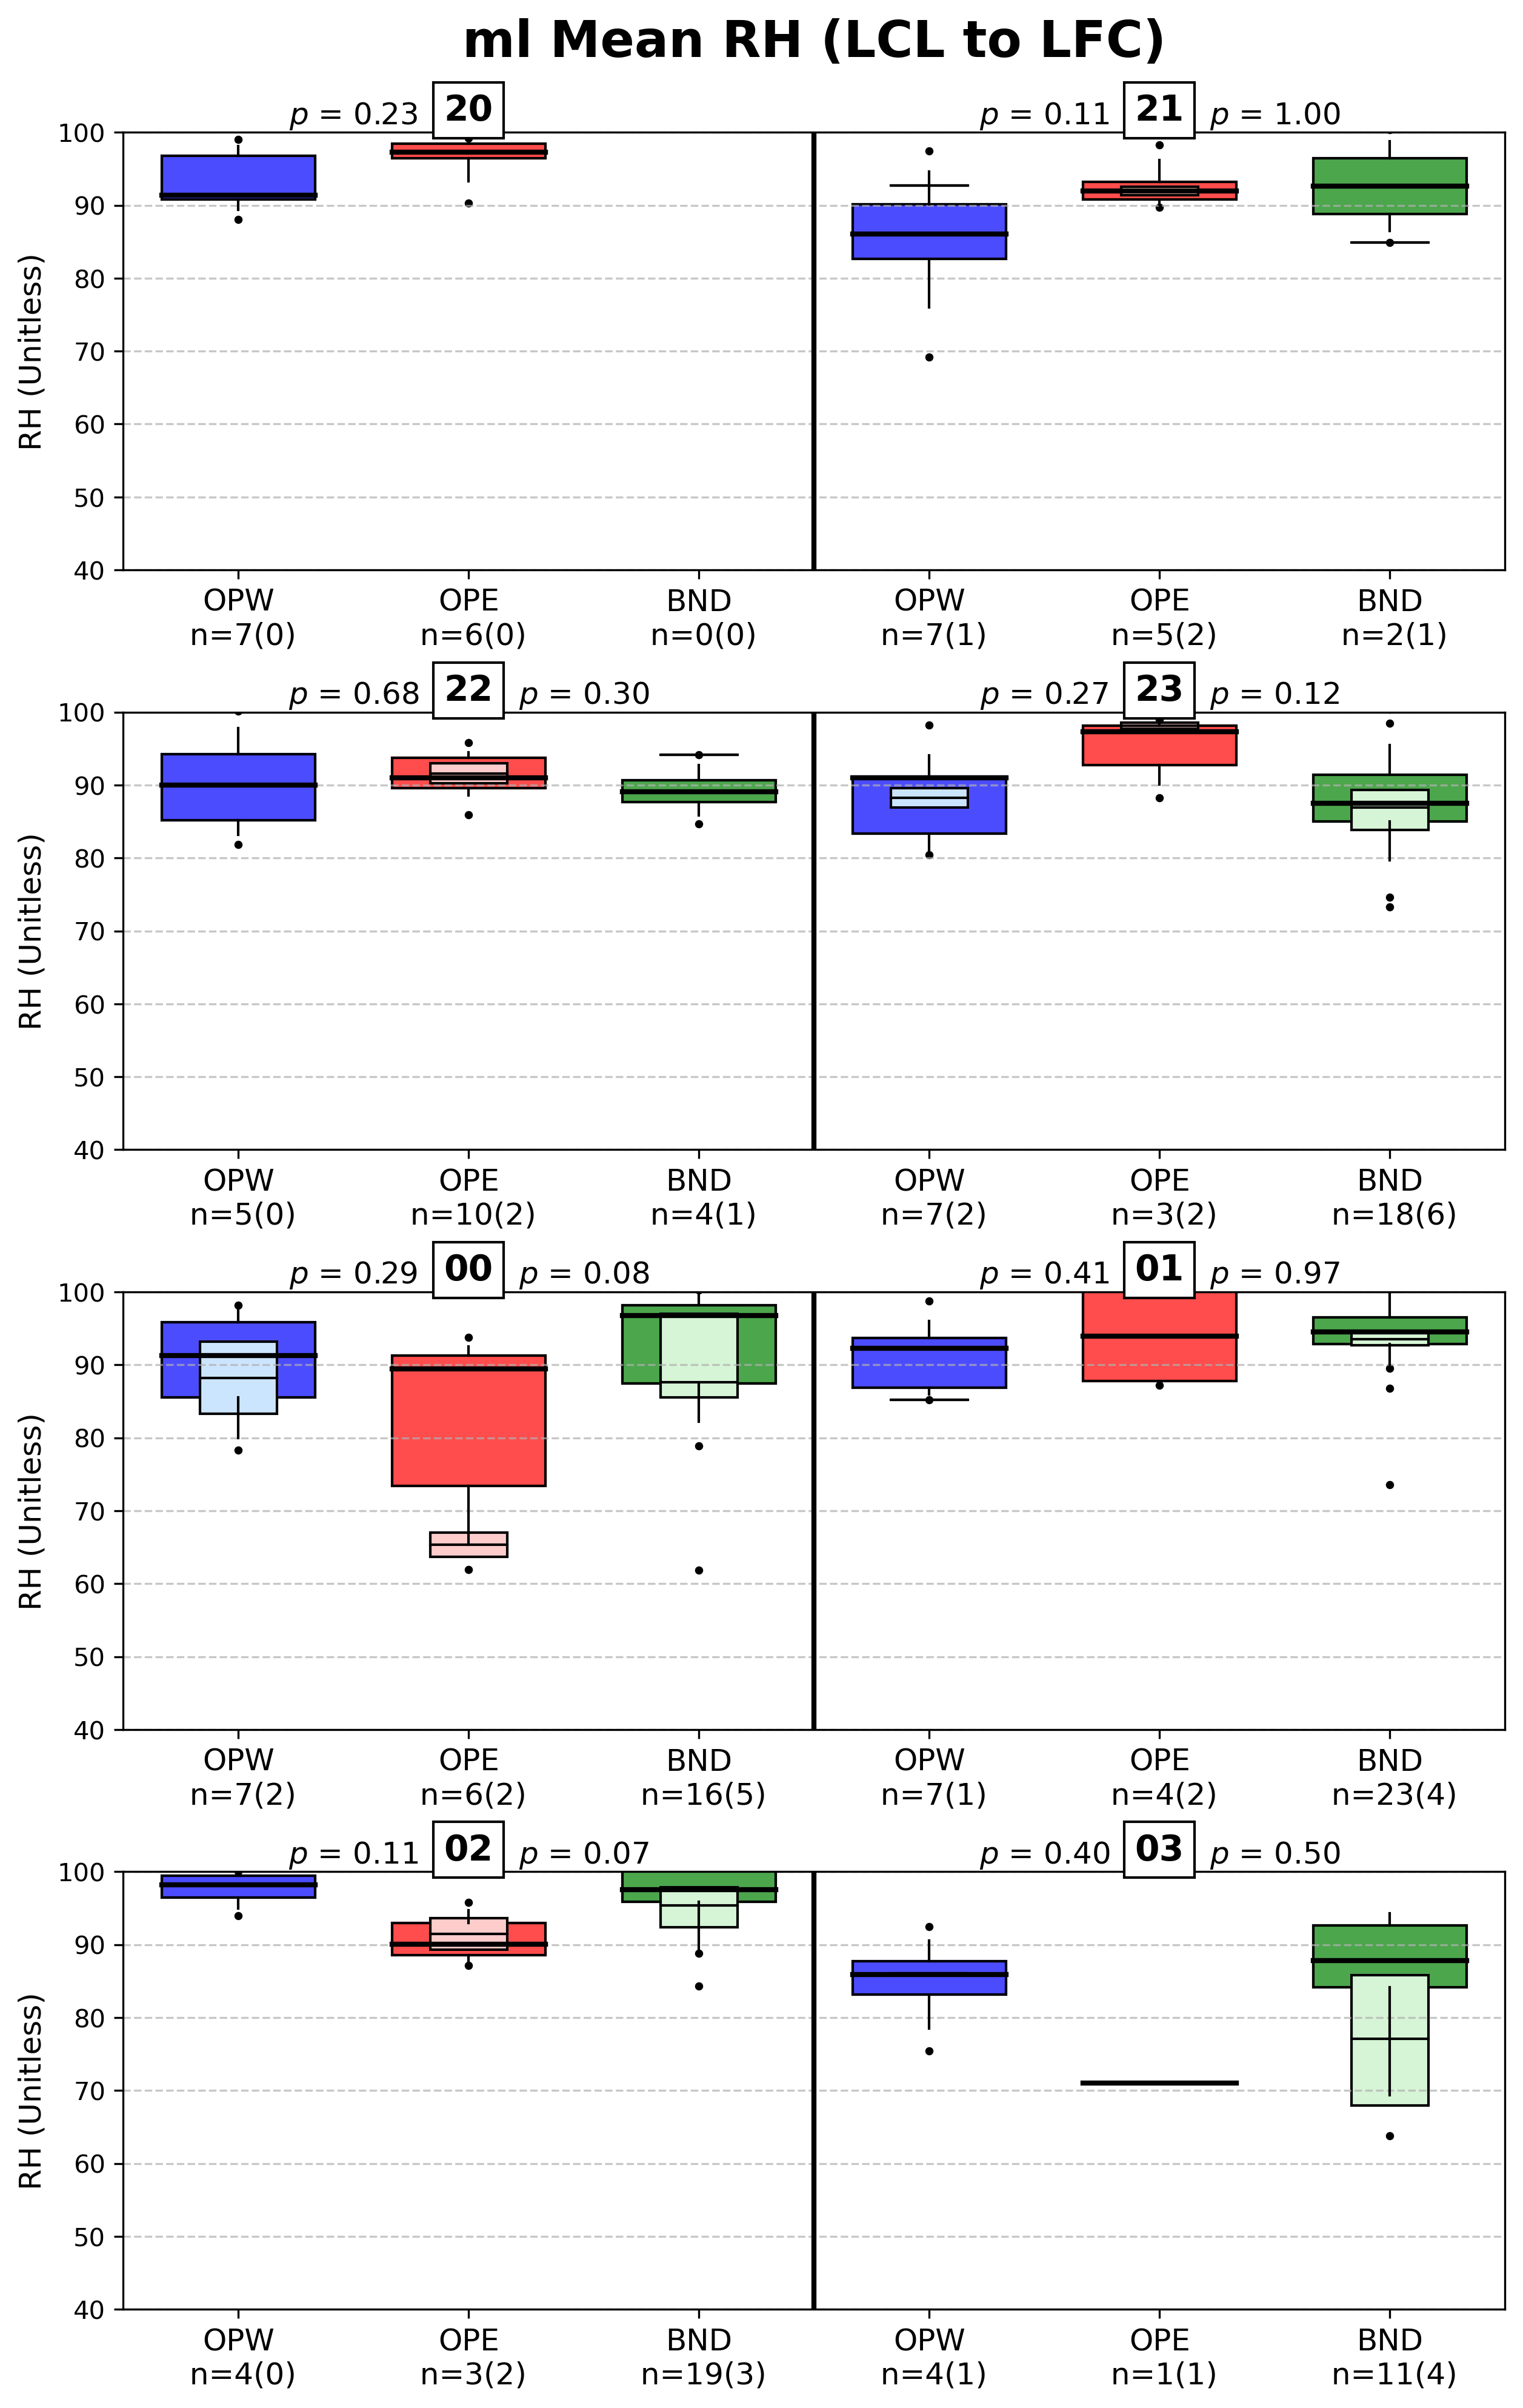 ml Mean RH (LCL to LFC)
p = 0.23 20
p = 0.11 21 p = 1.00
RH (Unitless)
100
90
80
70
60
50
40
OPW OPE BND OPW OPE BND
n=7(0) n=6(0) n=0(0) n=7(1) n=5(2) n=2(1)
p = 0.68 22 p = 0.30
p = 0.27 23 p = 0.12
RH (Unitless)
100
90
80
70
60
50
40
OPW OPE BND OPW OPE BND
n=5(0) n=10(2) n=4(1) n=7(2) n=3(2) n=18(6)
p = 0.29 00 p = 0.08
p = 0.41 01 p = 0.97
RH (Unitless)
100
90
80
70
60
50
40
OPW OPE BND OPW OPE BND
n=7(2) n=6(2) n=16(5) n=7(1) n=4(2) n=23(4)
p = 0.11 02 p = 0.07
p = 0.40 03 p = 0.50
RH (Unitless)
100
90
80
70
60
50
40
OPW OPE BND OPW OPE BND
n=4(0) n=3(2) n=19(3) n=4(1) n=1(1) n=11(4)